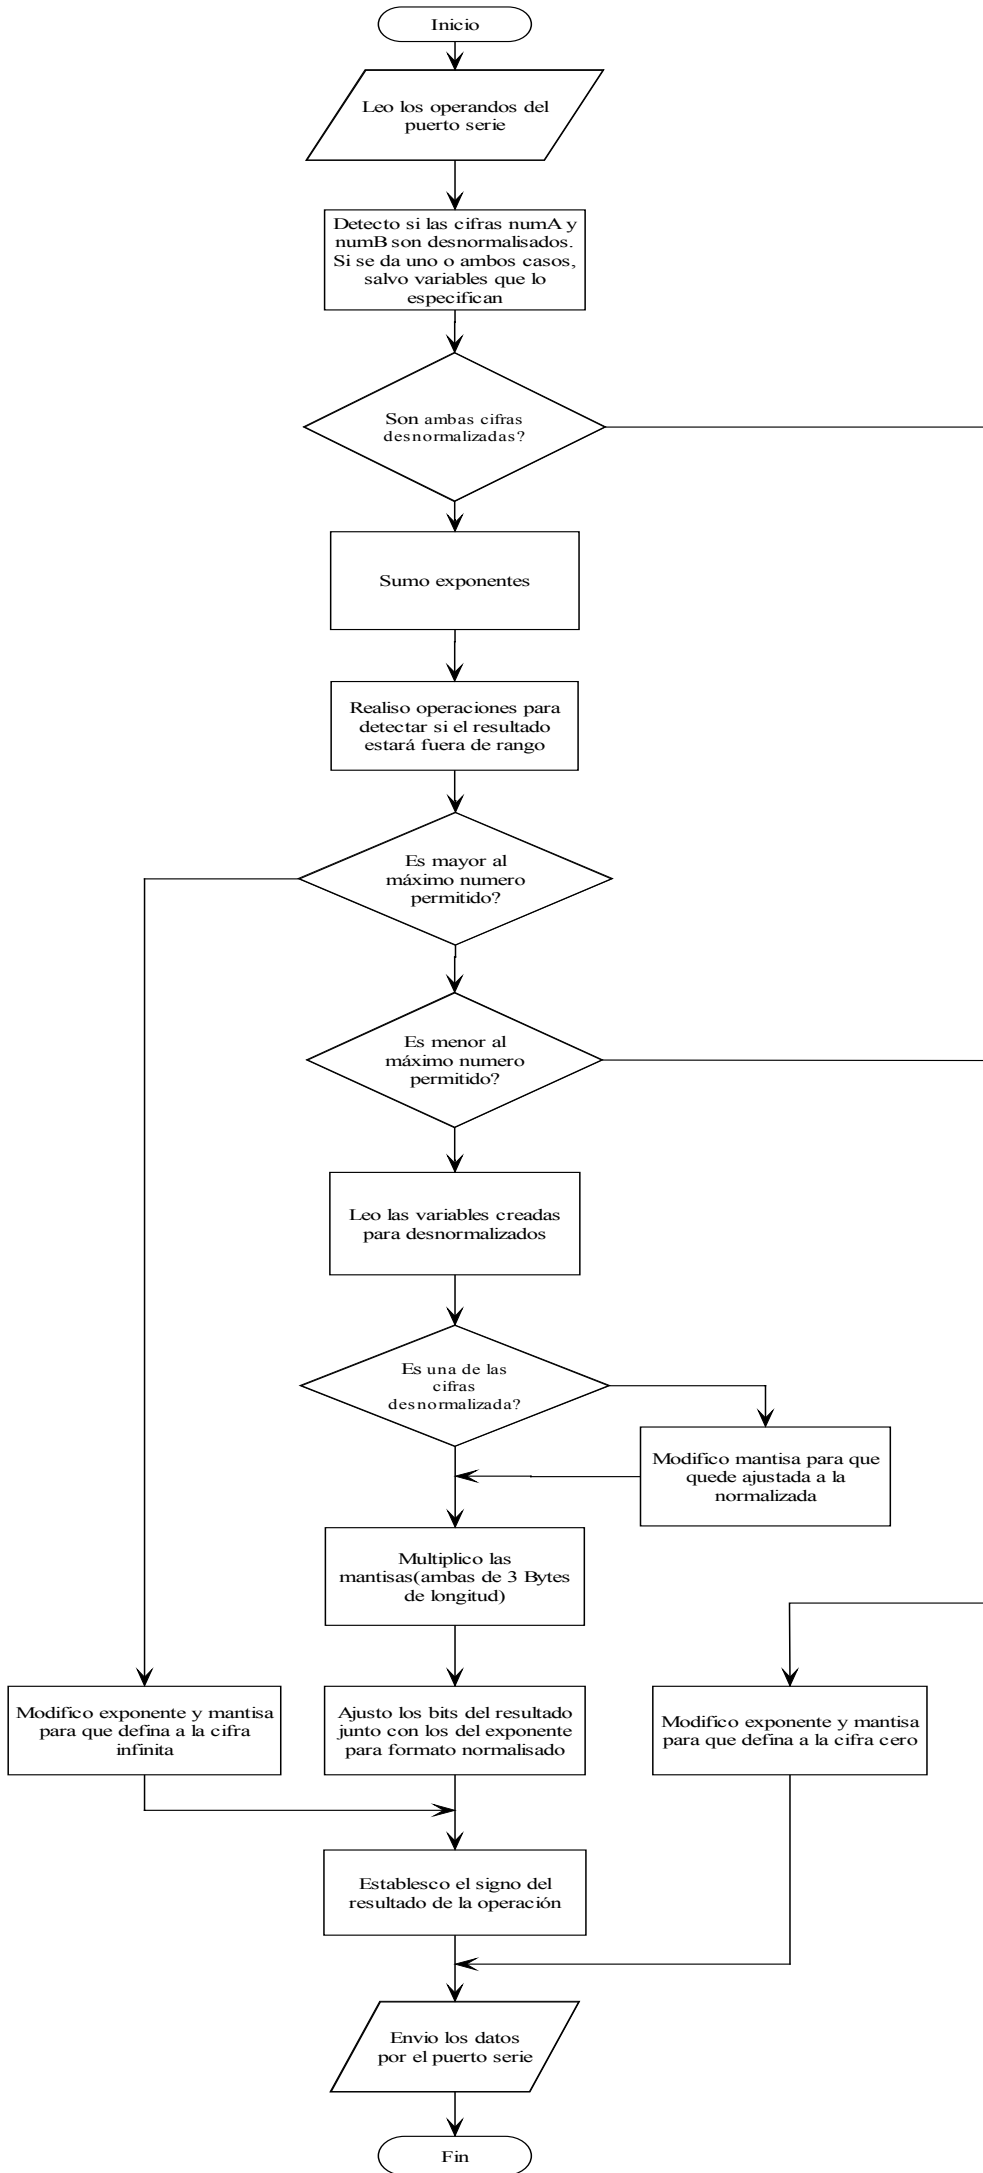 Inicio
Leo los operandos del
puerto serie
Detecto si las cifras numA y
numB son desnormalisados.
Si se da uno o ambos casos,
salvo variables que lo
especifican
Son ambas cifras
desnormalizadas?
Sumo exponentes
Realiso operaciones para
detectar si el resultado
estará fuera de rango
Es mayor al
máximo numero
permitido?
Es menor al
máximo numero
permitido?
Leo las variables creadas
para desnormalizados
Es una de las
cifras
desnormalizada?
Modifico mantisa para que
quede ajustada a la
normalizada
Multiplico las
mantisas(ambas de 3 Bytes
de longitud)
Modifico exponente y mantisa
para que defina a la cifra
infinita
Ajusto los bits del resultado
junto con los del exponente
para formato normalisado
Modifico exponente y mantisa
para que defina a la cifra cero
Establesco el signo del
resultado de la operación
Envio los datos
por el puerto serie
Fin